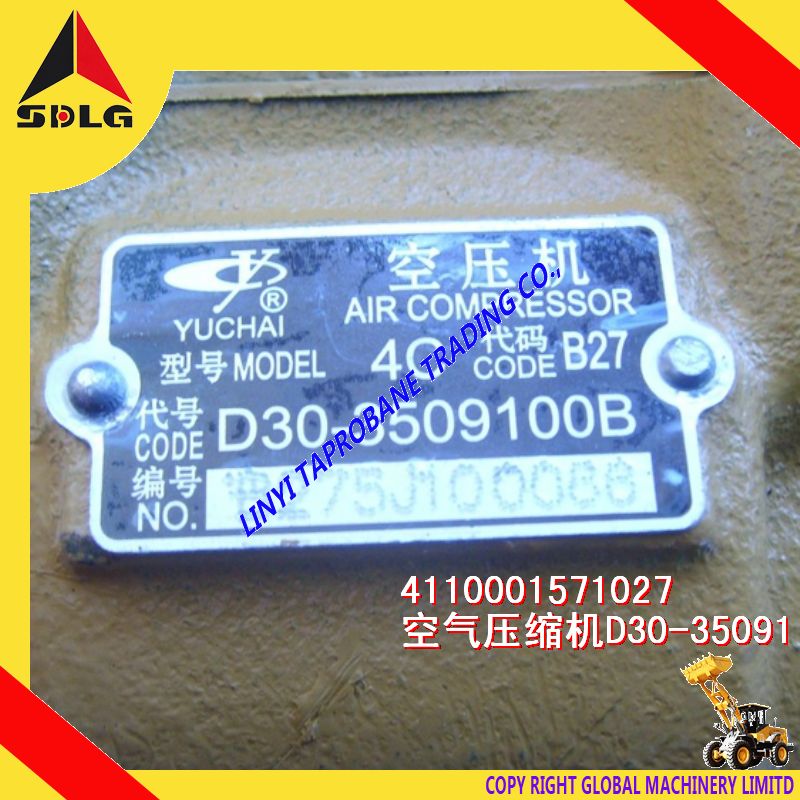 SDLG
空压机
AIR COMPRESSOR
®
YUCHAI
型号 MODEL 4G 代码 CODE B27
代号 CODE D30-3509100B
编号 NO. 75J100088
LINYI TAPROBANE TRADING CO.,
4110001571027
空气压缩机D30-35091
COPY RIGHT GLOBAL MACHINERY LIMITD